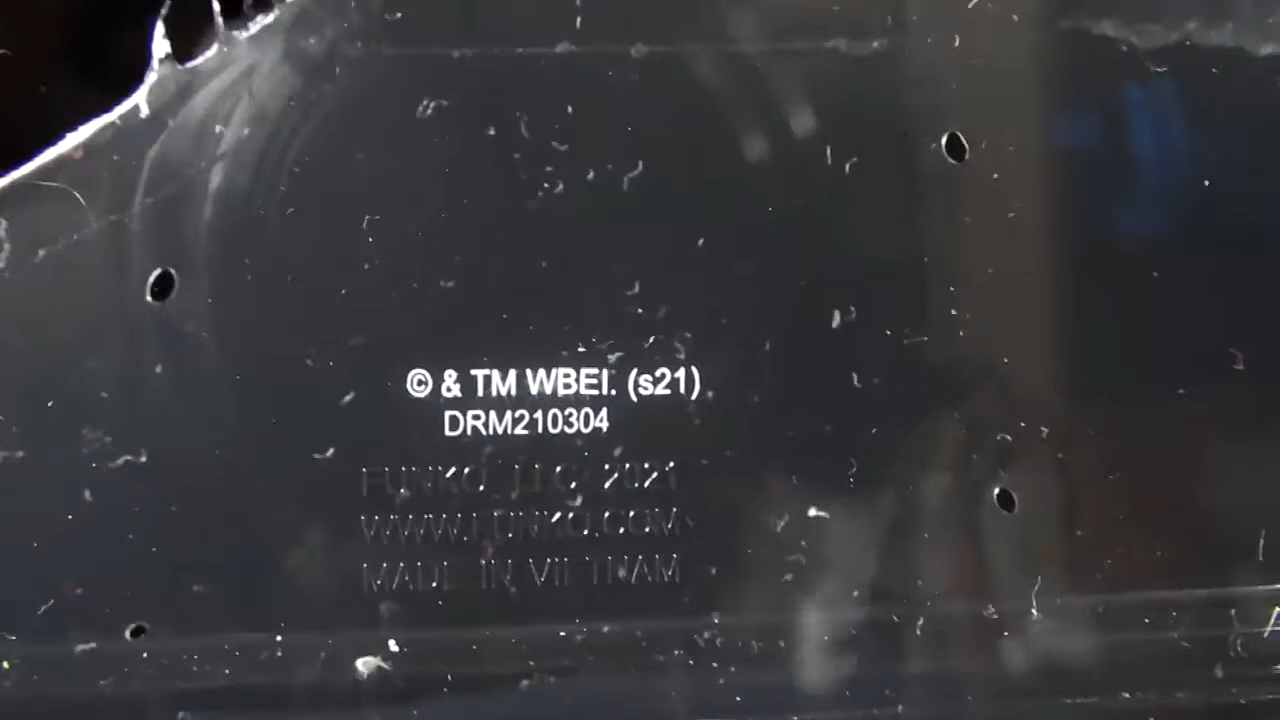 © & TM WBEI. (s21)
DRM210304
FUNKO, LLC, 2021
WWW.FUNKO.COM
MADE IN VIETNAM